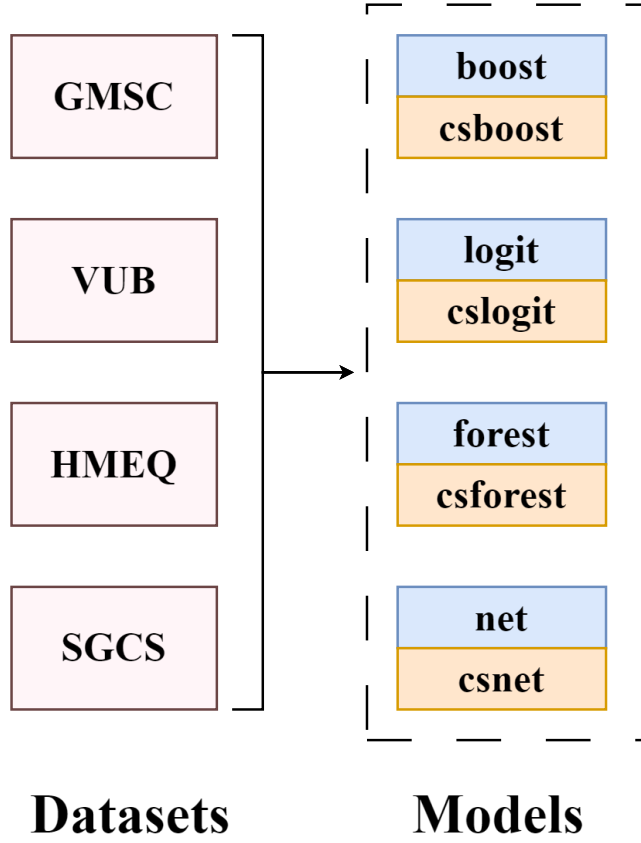 GMSC
VUB
HMEQ
SGCS
Datasets
boost
csboost
logit
cslogit
forest
csforest
net
csnet
Models